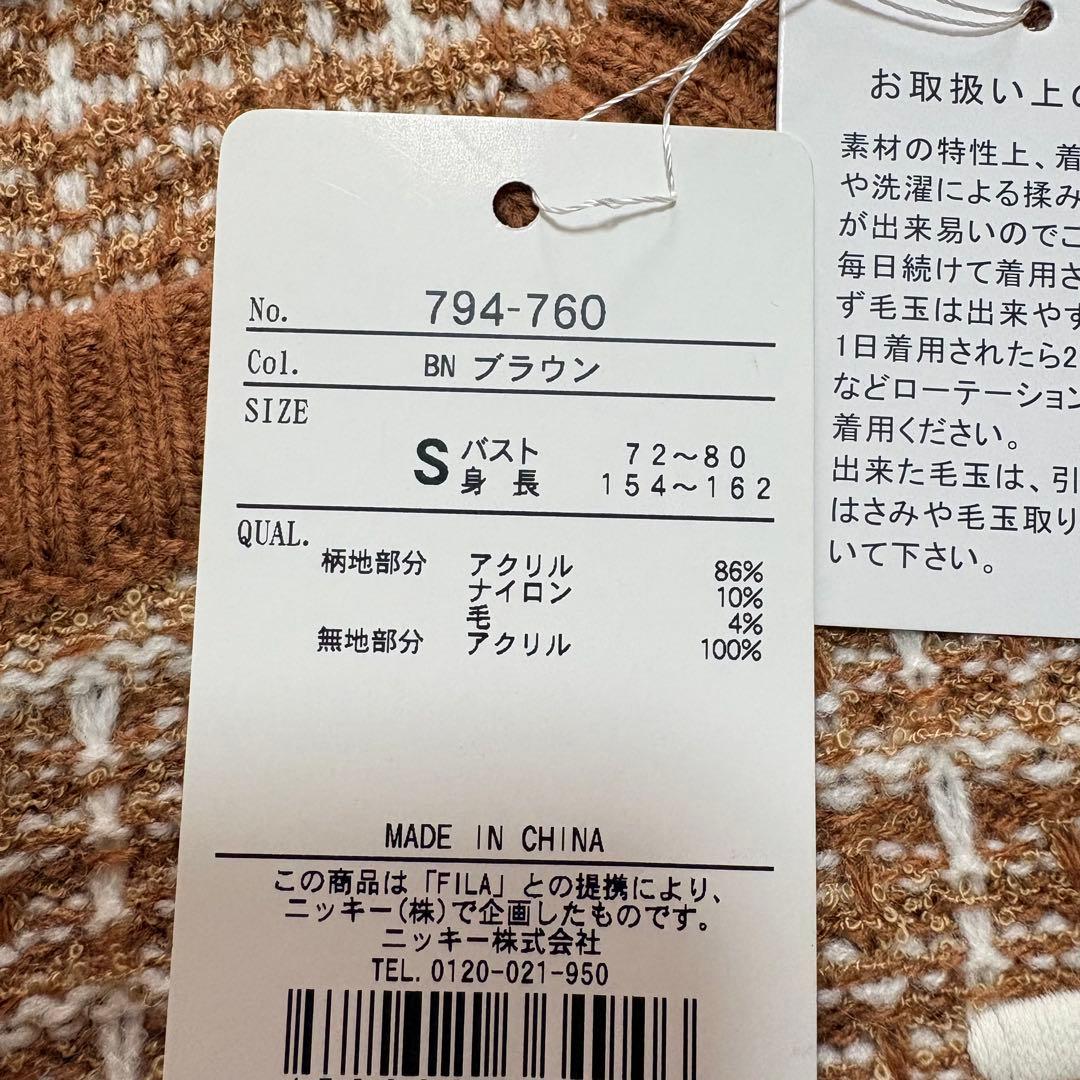 No. 794-760
Col. BN ブラウン
SIZE
S バスト 72～80
身長 154～162
QUAL.
柄地部分 アクリル 86%
ナイロン 10%
毛 4%
無地部分 アクリル 100%
MADE IN CHINA
この商品は「FILA」との提携により、
ニッキー(株)で企画したものです。
ニッキー株式会社
TEL. 0120-021-950
お取扱い上の
素材の特性上、着
や洗濯による揉み
が出来易いのでご
毎日続けて着用さ
ず毛玉は出来やす
1日着用されたら2
などローテーション
着用ください。
出来た毛玉は、引
はさみや毛玉取り
いて下さい。